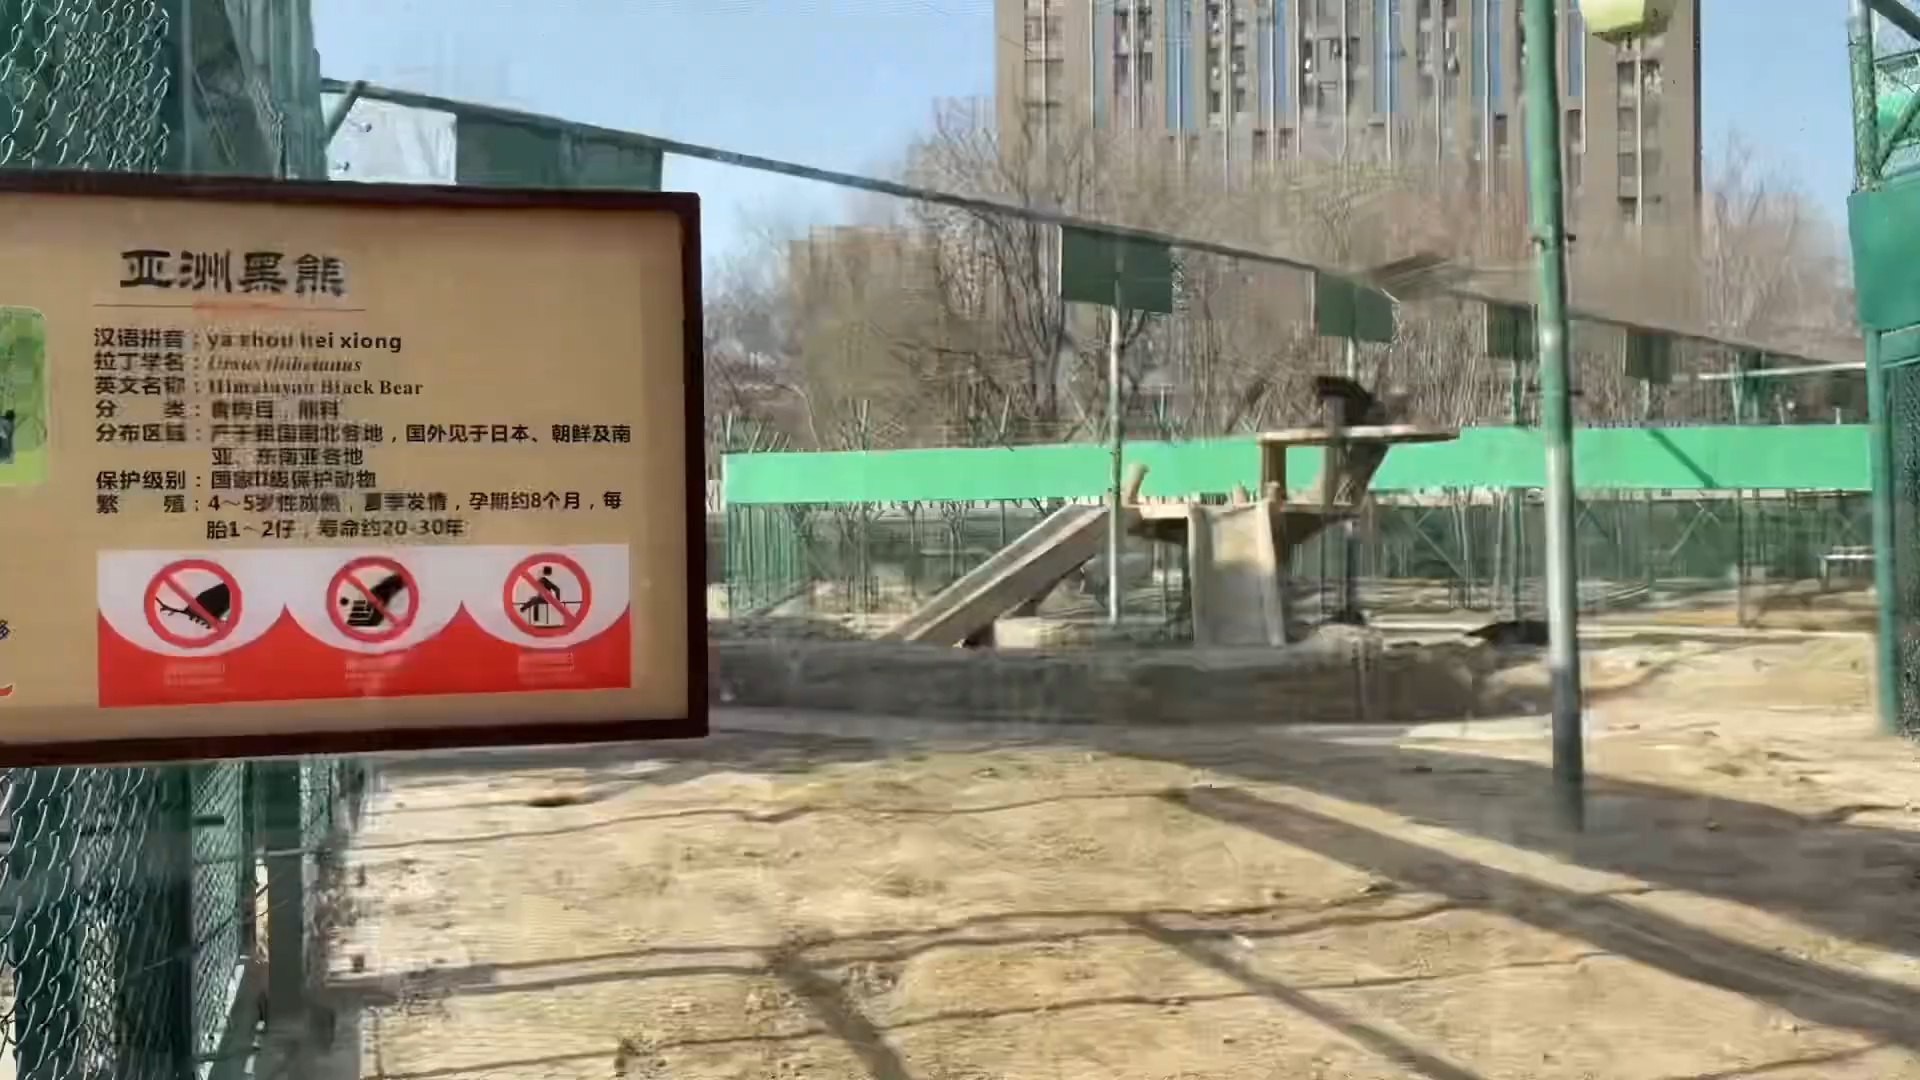 亚洲黑熊
汉语拼音：ya zhou hei xiong
拉丁学名：Ursus thibetanus
英文名称：Himalayan Black Bear
分 类：食肉目，熊科
分布区域：产于我国南北各地，国外见于日本、朝鲜及南
亚、东南亚各地
保护级别：国家II级保护动物
繁 殖：4～5岁性成熟，夏季发情，孕期约8个月，每
胎1～2仔，寿命约20-30年